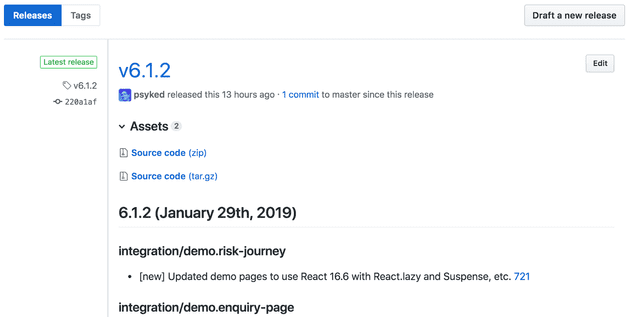 Releases Tags Draft a new release
Latest release
v6.1.2
220a1af
v6.1.2 Edit
psyked released this 13 hours ago · 1 commit to master since this release
Assets 2
Source code (zip)
Source code (tar.gz)
6.1.2 (January 29th, 2019)
integration/demo.risk-journey
• [new] Updated demo pages to use React 16.6 with React.lazy and Suspense, etc. 721
integration/demo.enquiry-page